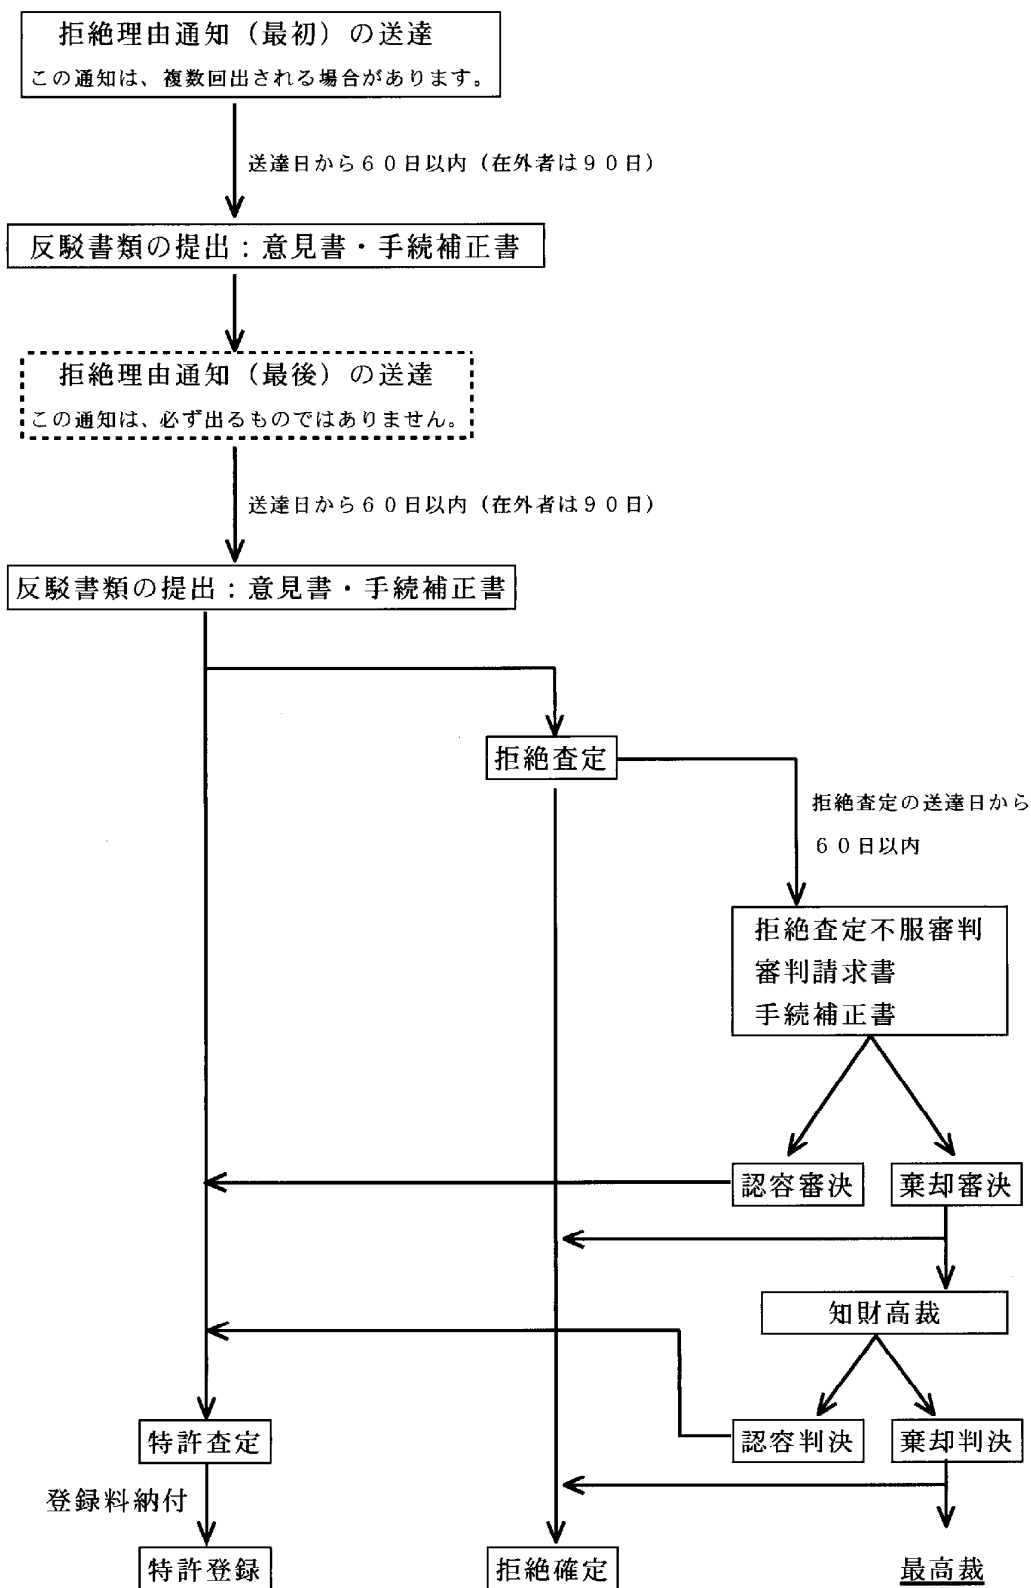 拒絶理由通知（最初）の送達
この通知は、複数回出される場合があります。
送達日から６０日以内（在外者は９０日）
反駁書類の提出：意見書・手続補正書
拒絶理由通知（最後）の送達
この通知は、必ず出るものではありません。
送達日から６０日以内（在外者は９０日）
反駁書類の提出：意見書・手続補正書
拒絶査定
拒絶査定の送達日から
６０日以内
拒絶査定不服審判
審判請求書
手続補正書
認容審決
棄却審決
知財高裁
特許査定
認容判決
棄却判決
登録料納付
特許登録
拒絶確定
最高裁